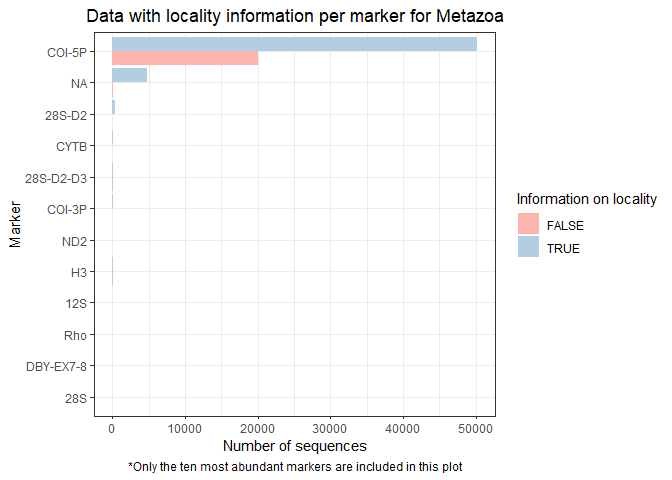 Data with locality information per marker for Metazoa
Marker
COI-5P
NA
28S-D2
CYTB
28S-D2-D3
COI-3P
ND2
H3
12S
Rho
DBY-EX7-8
28S
0 10000 20000 30000 40000 50000
Number of sequences
*Only the ten most abundant markers are included in this plot
Information on locality
FALSE
TRUE